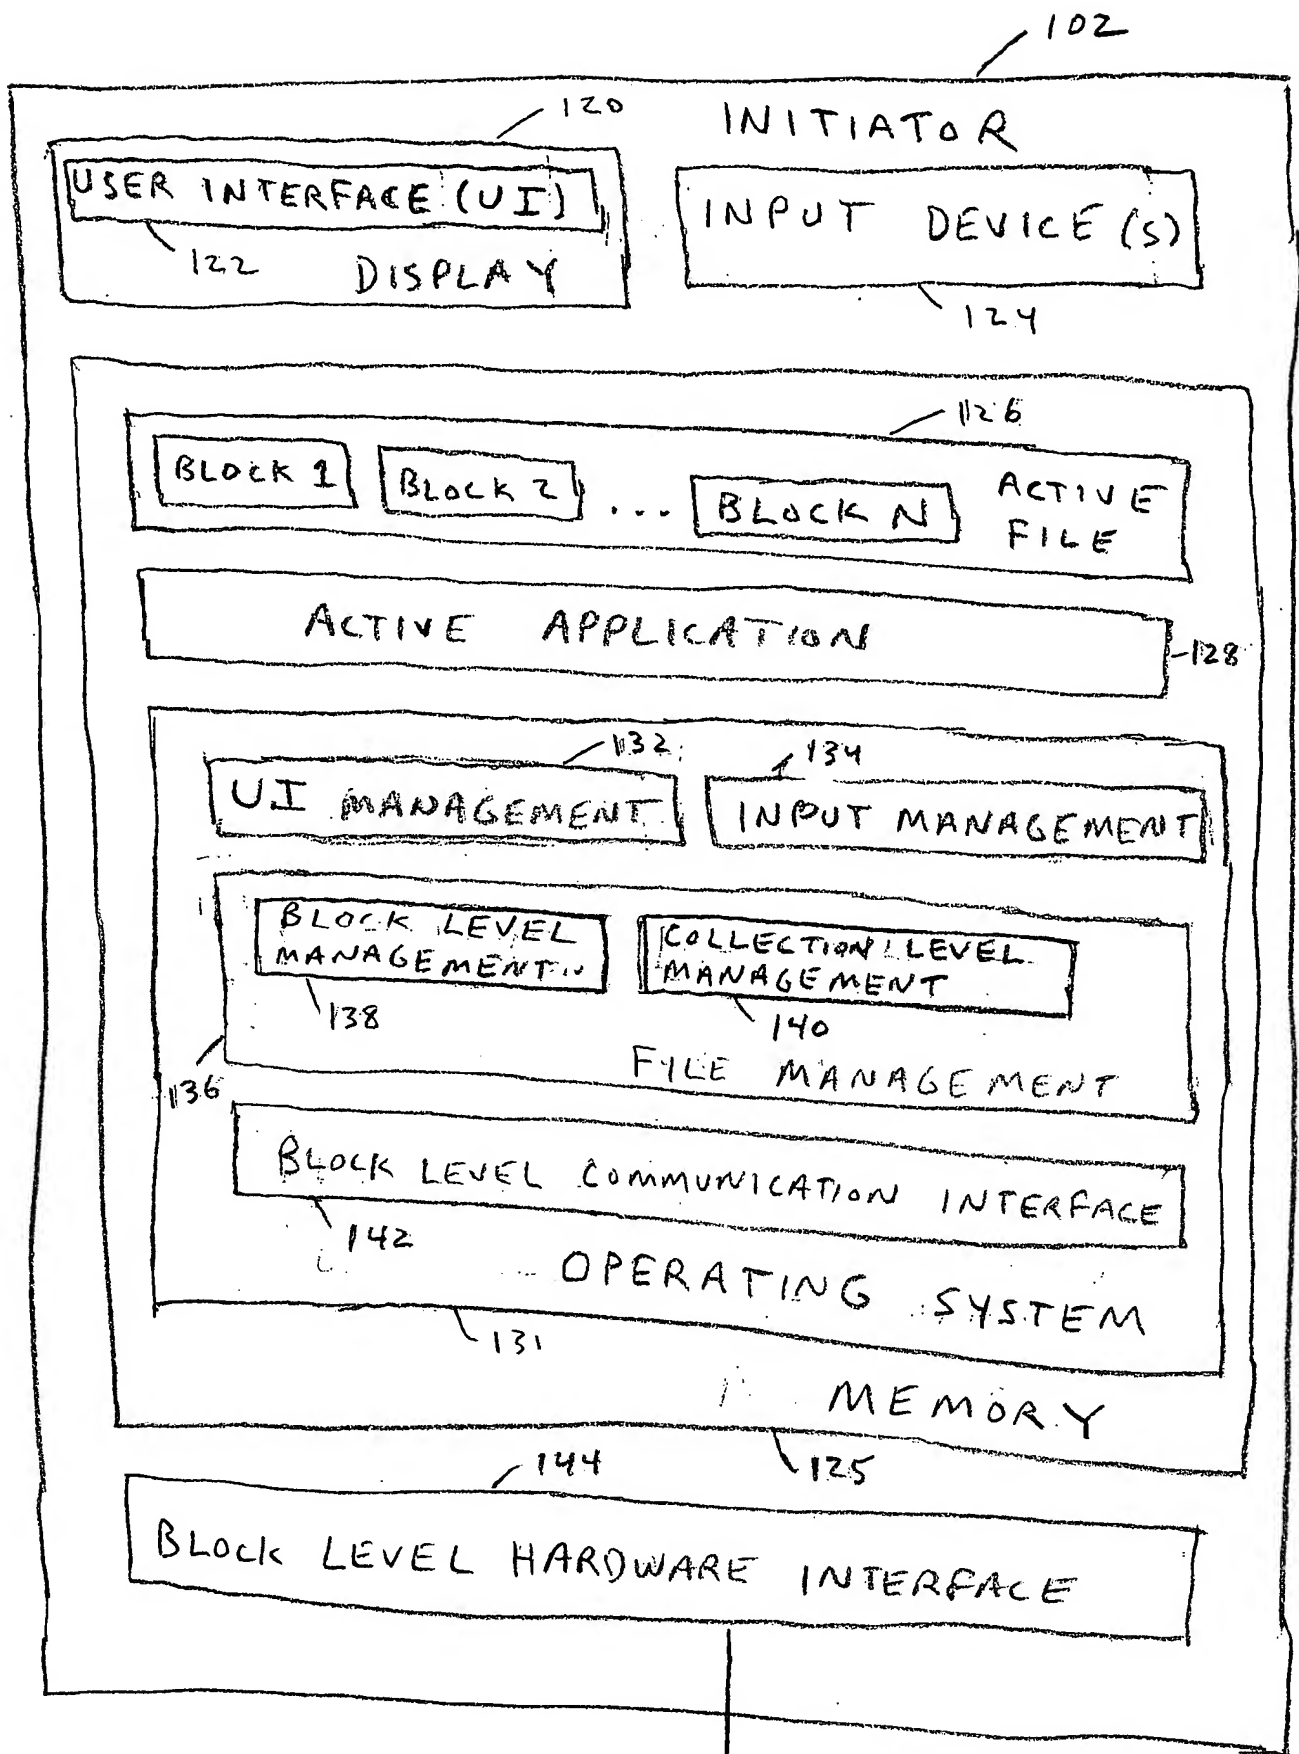 102
INITIATOR
120
USER INTERFACE (UI)
122
DISPLAY
INPUT DEVICE (S)
124
126
BLOCK 1
BLOCK 2
...
BLOCK N
ACTIVE
FILE
ACTIVE APPLICATION
128
132
134
UI MANAGEMENT
INPUT MANAGEMENT
BLOCK LEVEL
MANAGEMENT
138
COLLECTION LEVEL
MANAGEMENT
140
136
FILE MANAGEMENT
BLOCK LEVEL COMMUNICATION INTERFACE
142
OPERATING SYSTEM
131
MEMORY
125
144
BLOCK LEVEL HARDWARE INTERFACE